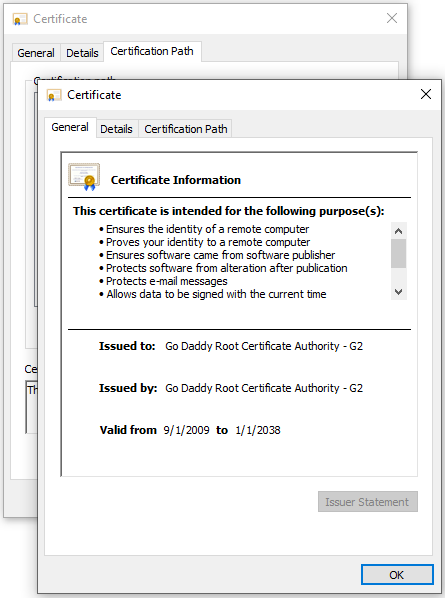 Certificate
General
Details
Certification Path
Certificate
General
Details
Certification Path
Certificate Information
This certificate is intended for the following purpose(s):
• Ensures the identity of a remote computer
• Proves your identity to a remote computer
• Ensures software came from software publisher
• Protects software from alteration after publication
• Protects e-mail messages
• Allows data to be signed with the current time
Issued to: Go Daddy Root Certificate Authority - G2
Issued by: Go Daddy Root Certificate Authority - G2
Valid from 9/1/2009 to 1/1/2038
Issuer Statement
OK